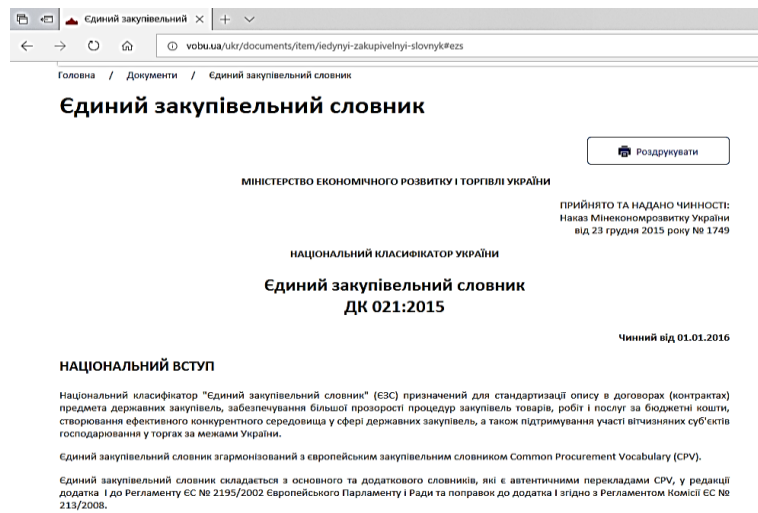 Єдиний закупівельний
vobu.ua/ukr/documents/item/iedynyi-zakupivelnyi-slovnyk#ezs
Головна / Документи / Єдиний закупівельний словник
Єдиний закупівельний словник
Роздрукувати
МІНІСТЕРСТВО ЕКОНОМІЧНОГО РОЗВИТКУ І ТОРГІВЛІ УКРАЇНИ
ПРИЙНЯТО ТА НАДАНО ЧИННОСТІ:
Наказ Мінекономрозвитку України
від 23 грудня 2015 року № 1749
НАЦІОНАЛЬНИЙ КЛАСИФІКАТОР УКРАЇНИ
Єдиний закупівельний словник
ДК 021:2015
Чинний від 01.01.2016
НАЦІОНАЛЬНИЙ ВСТУП
Національний класифікатор "Єдиний закупівельний словник" (ЄЗС) призначений для стандартизації опису в договорах (контрактах)
предмета державних закупівель, забезпечування більшої прозорості процедур закупівель товарів, робіт і послуг за бюджетні кошти,
створювання ефективного конкурентного середовища у сфері державних закупівель, а також підтримування участі вітчизняних суб'єктів
господарювання у торгах за межами України.
Єдиний закупівельний словник згармонізований з європейським закупівельним словником Common Procurement Vocabulary (CPV).
Єдиний закупівельний словник складається з основного та додаткового словників, які є автентичними перекладами CPV, у редакції
додатка I до Регламенту ЄС № 2195/2002 Європейського Парламенту і Ради та поправок до додатка I згідно з Регламентом Комісії ЄС №
213/2008.